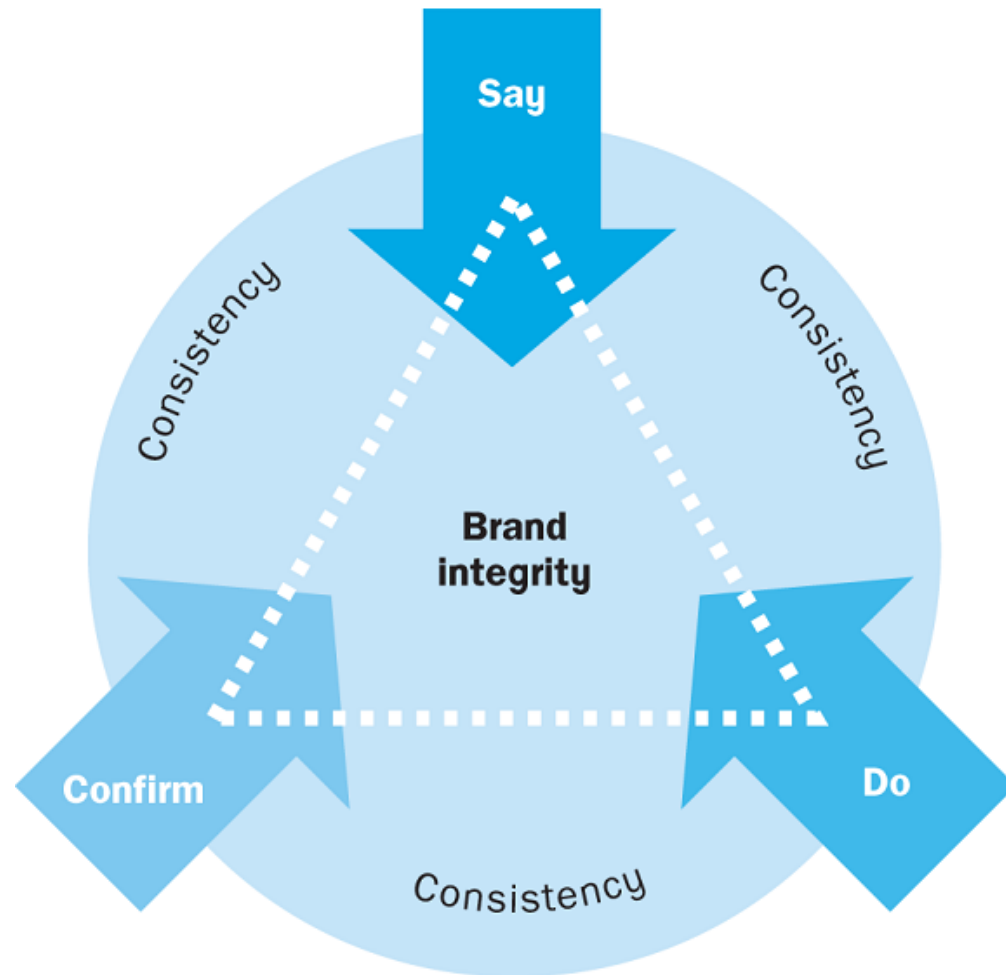 Say
Consistency
Consistency
Brand
integrity
Confirm
Do
Consistency